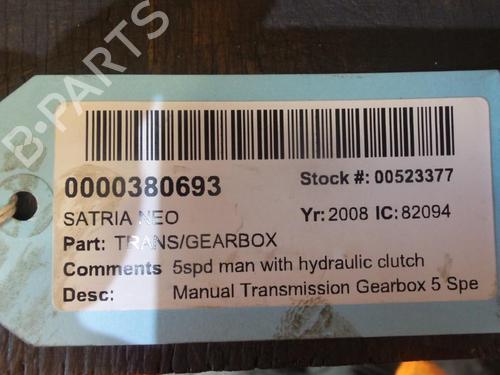 B-PARTS
0000380693 Stock #: 00523377
SATRIA NEO Yr: 2008 IC: 82094
Part: TRANS/GEARBOX
Comments 5spd man with hydraulic clutch
Desc: Manual Transmission Gearbox 5 Spe